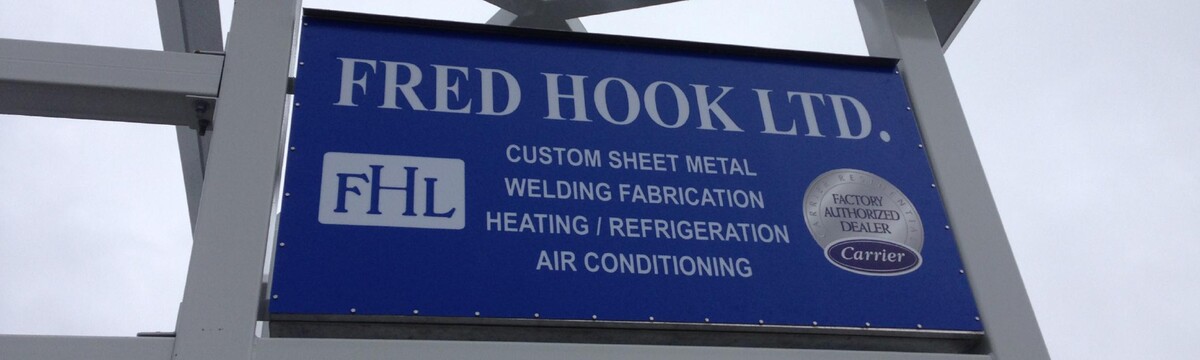 FRED HOOK LTD.
FHL
CUSTOM SHEET METAL
WELDING FABRICATION
HEATING / REFRIGERATION
AIR CONDITIONING
FACTORY
AUTHORIZED
DEALER
Carrier